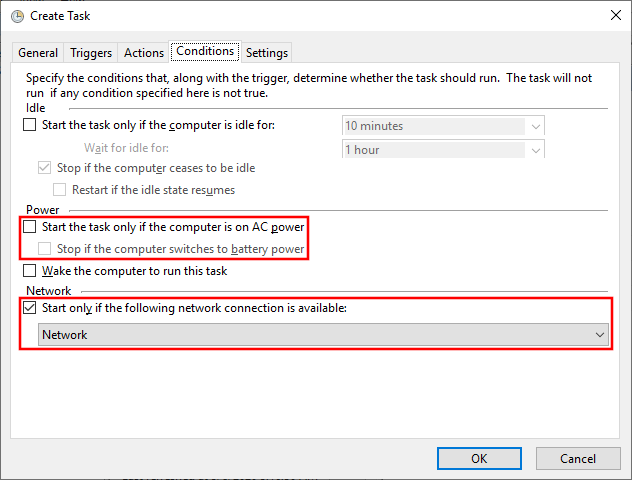 Create Task
General
Triggers
Actions
Conditions
Settings
Specify the conditions that, along with the trigger, determine whether the task should run. The task will not
run if any condition specified here is not true.
Idle
Start the task only if the computer is idle for:
10 minutes
Wait for idle for:
1 hour
Stop if the computer ceases to be idle
Restart if the idle state resumes
Power
Start the task only if the computer is on AC power
Stop if the computer switches to battery power
Wake the computer to run this task
Network
Start only if the following network connection is available:
Network
OK
Cancel